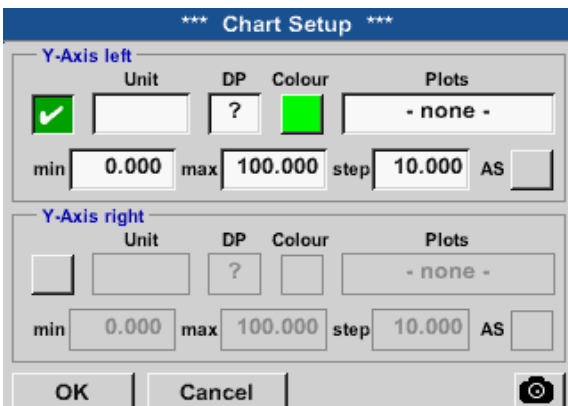 *** Chart Setup ***
Y-Axis left
Unit DP Colour Plots
? - none -
min 0.000 max 100.000 step 10.000 AS
Y-Axis right
Unit DP Colour Plots
? - none -
min 0.000 max 100.000 step 10.000 AS
OK Cancel